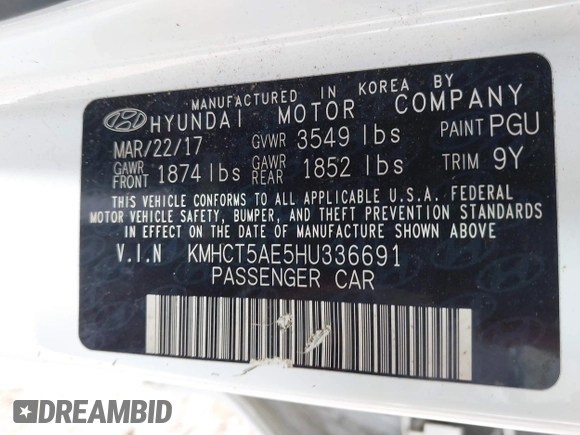 MANUFACTURED IN KOREA BY
HYUNDAI MOTOR COMPANY
MAR/22/17 GVWR 3549 lbs PAINT PGU
GAWR FRONT 1874 lbs GAWR REAR 1852 lbs TRIM 9Y
THIS VEHICLE CONFORMS TO ALL APPLICABLE U.S.A. FEDERAL
MOTOR VEHICLE SAFETY, BUMPER, AND THEFT PREVENTION STANDARDS
IN EFFECT ON THE DATE OF MANUFACTURE SHOWN ABOVE.
V.I.N KMHCT5AE5HU336691
PASSENGER CAR
DREAMBID